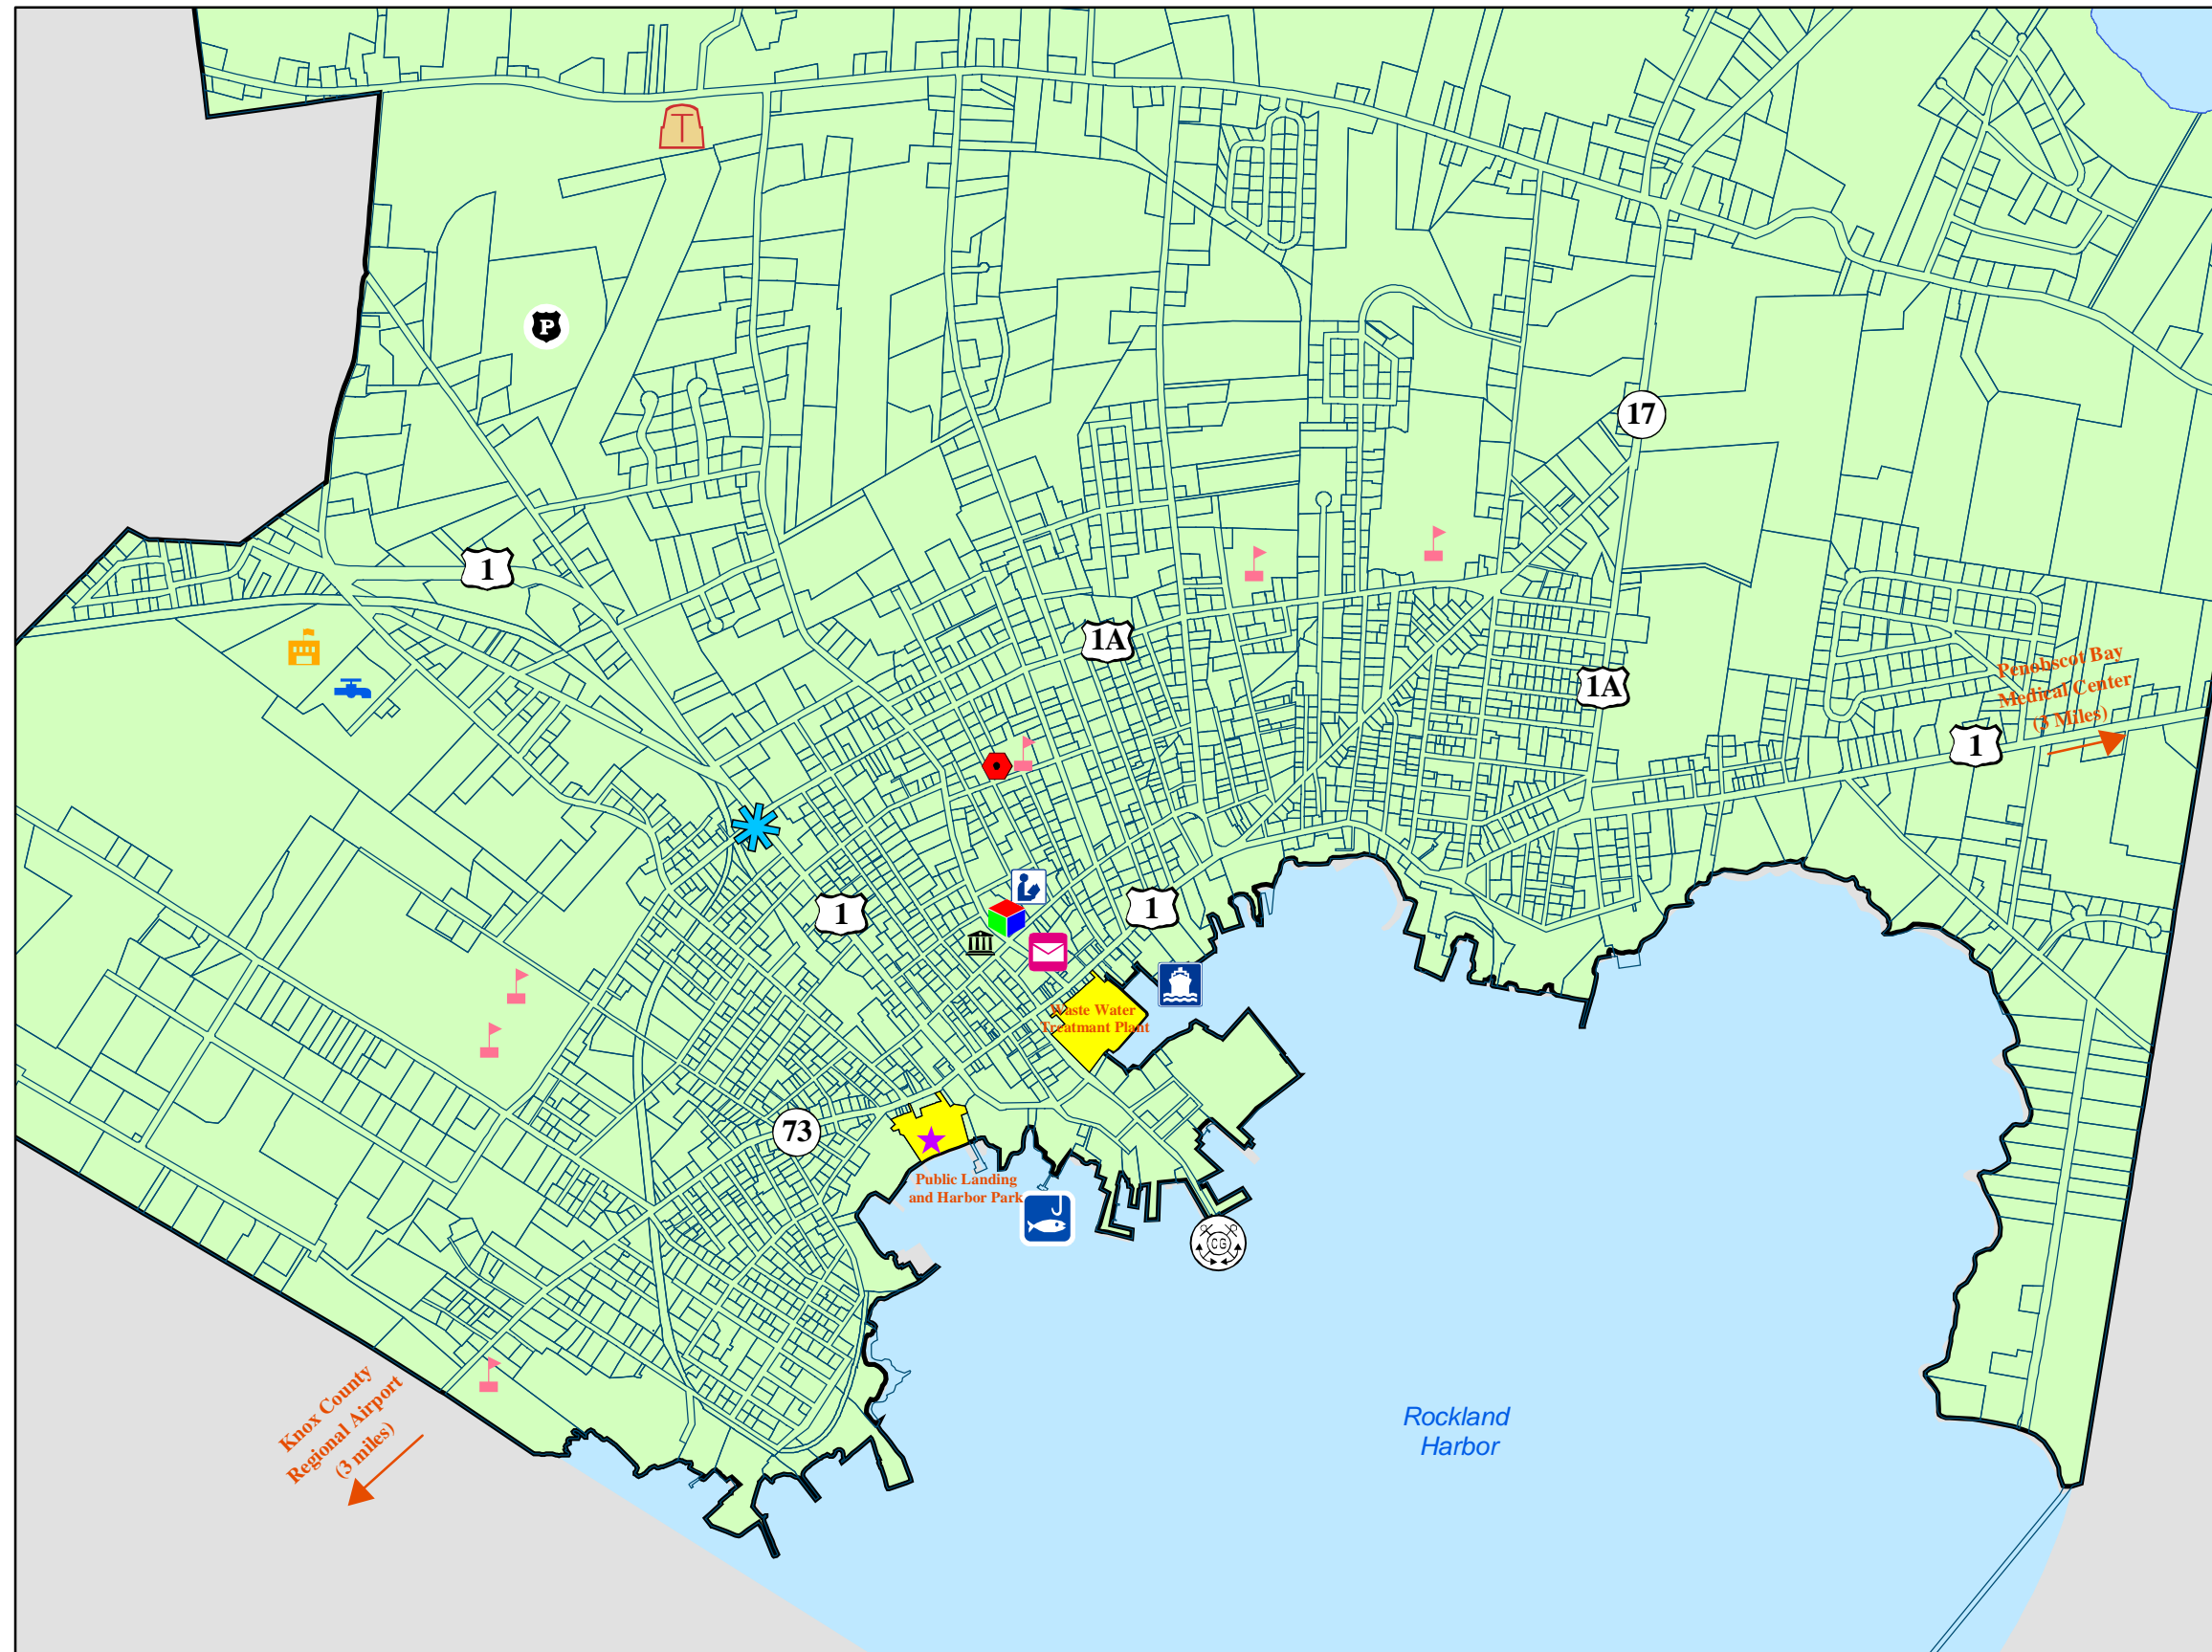 T
P
17
1
1A
1A
Penobscot Bay
Medical Center
(3 Miles)
1
1
1
Waste Water
Treatmant Plant
73
Public Landing
and Harbor Park
CG
Knox County
Regional Airport
(3 miles)
Rockland
Harbor